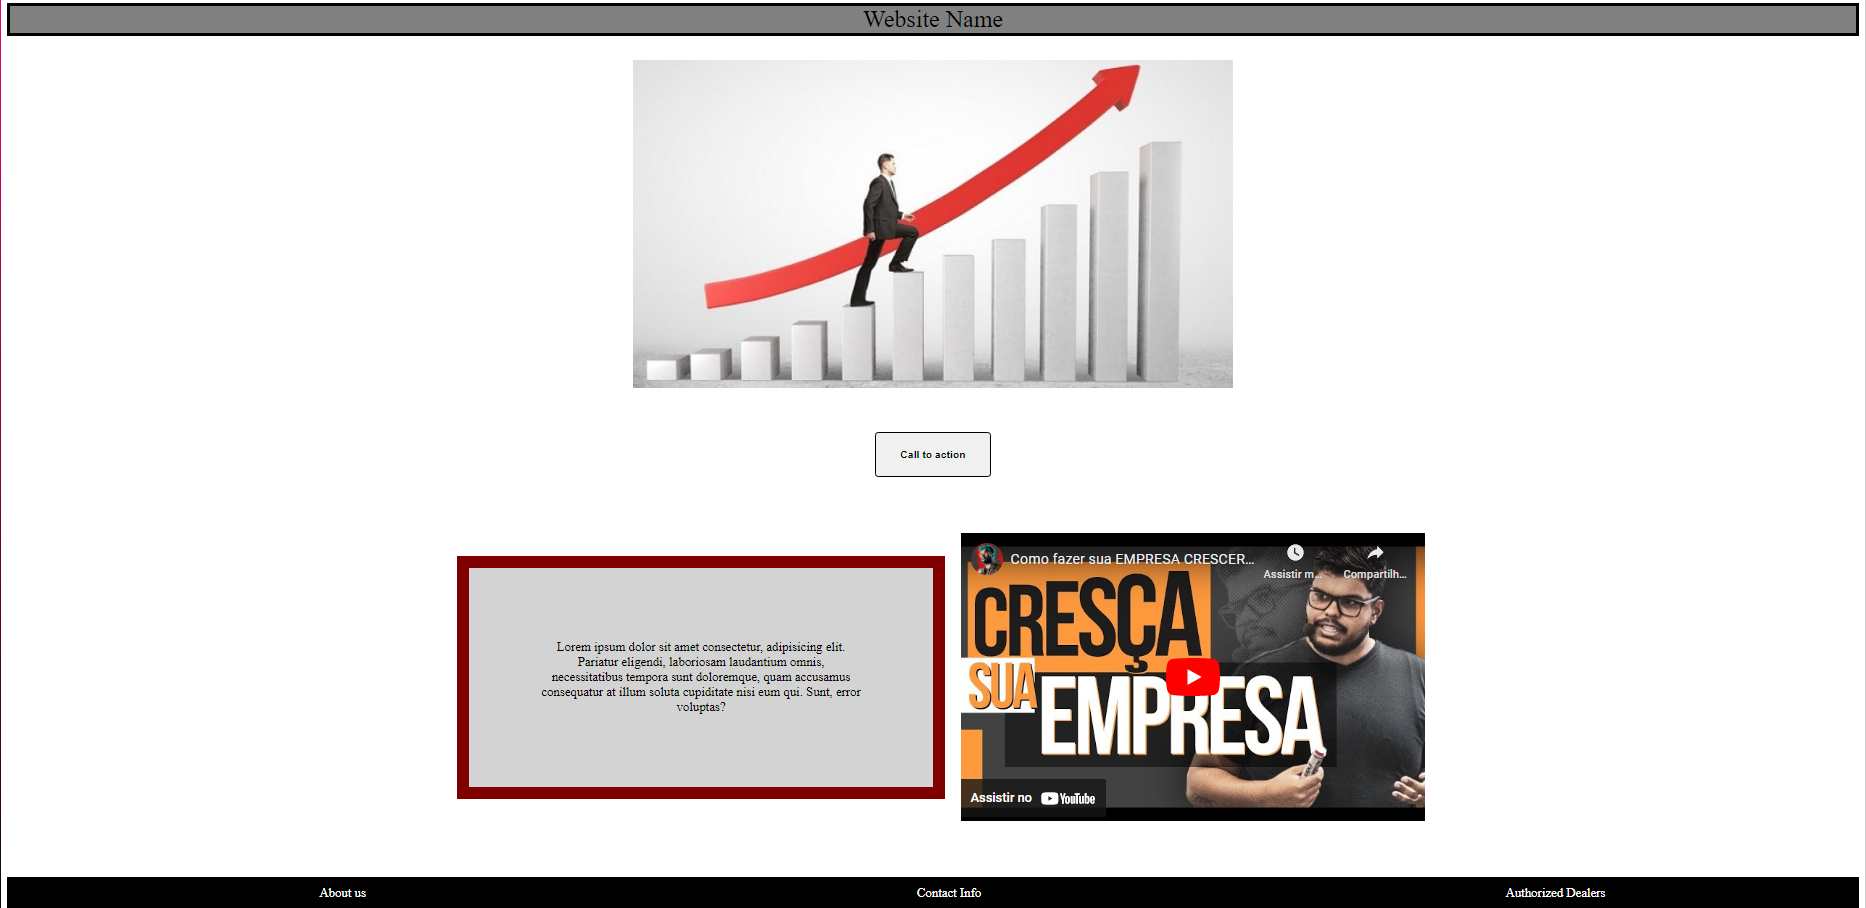 Website Name
Call to action
Lorem ipsum dolor sit amet consectetur, adipisicing elit.
Pariatur eligendi, laboriosam laudantium omnis,
necessitatibus tempora sunt doloremque, quam accusamus
consequatur at illum soluta cupiditate nisi eum qui. Sunt, error
voluptas?
Como fazer sua EMPRESA CRESCER...
Assistir m...
Compartilh...
CRESÇA
SUA
EMPRESA
Assistir no YouTube
About us
Contact Info
Authorized Dealers